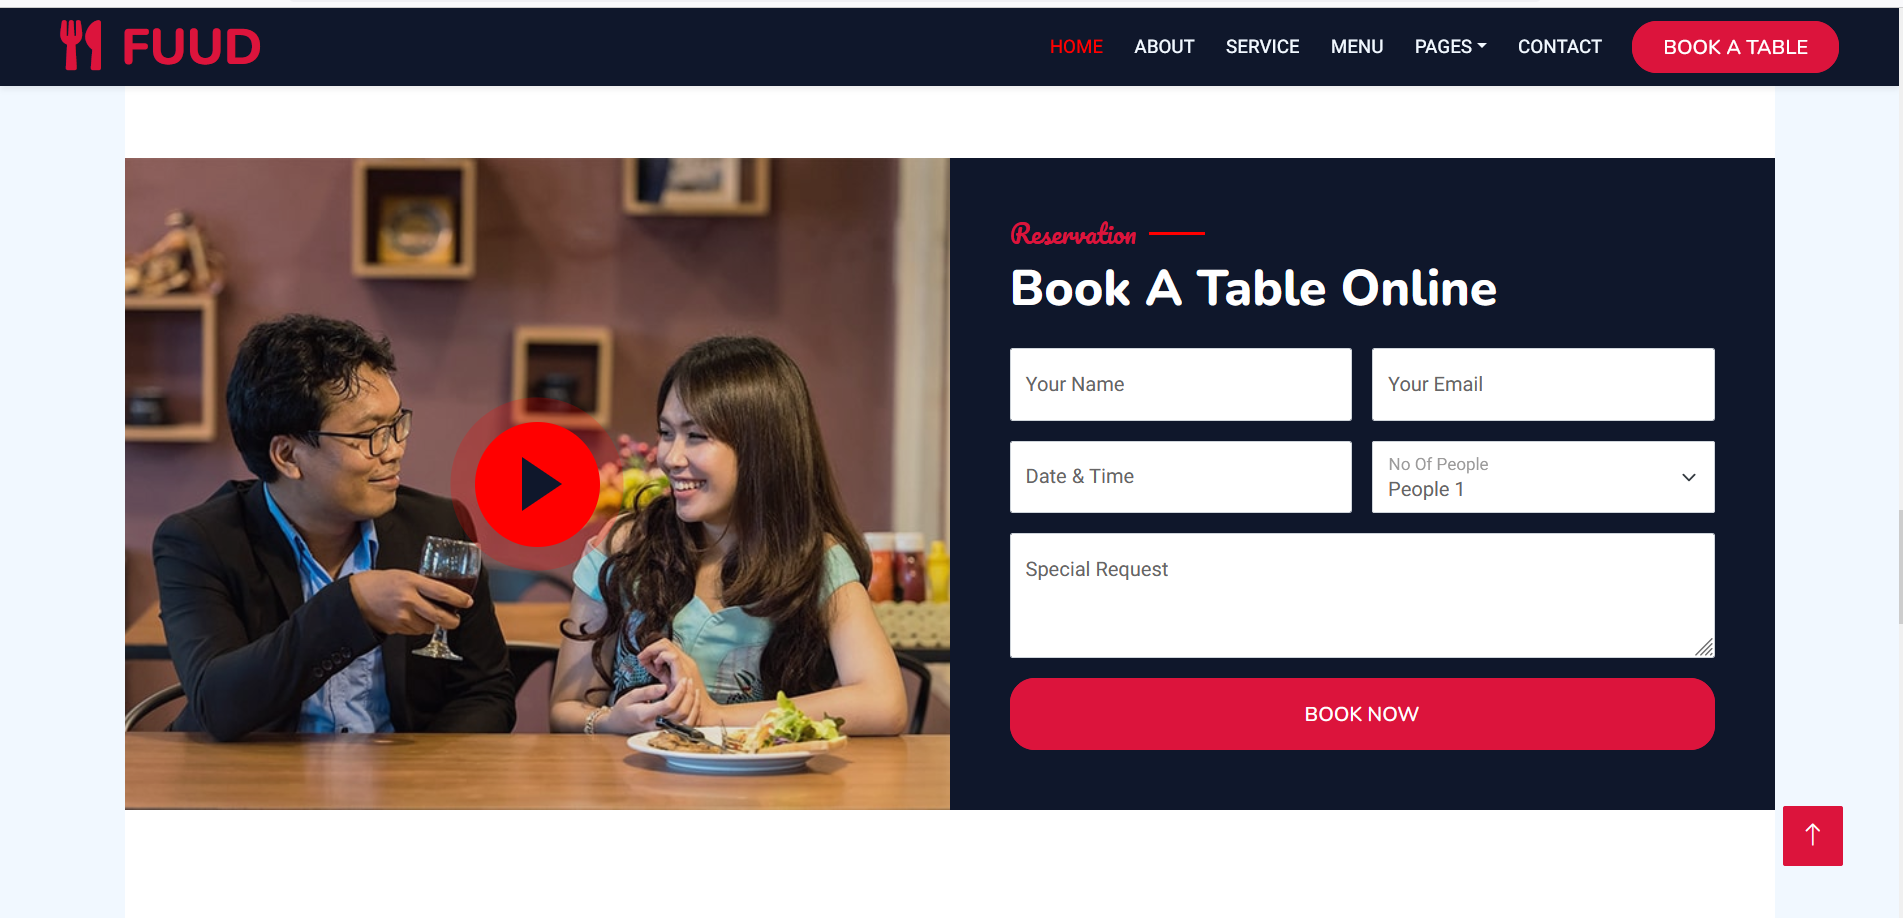 FUUD
HOME ABOUT SERVICE MENU PAGES CONTACT BOOK A TABLE
Reservation
Book A Table Online
Your Name
Your Email
Date & Time
No Of People
People 1
Special Request
BOOK NOW